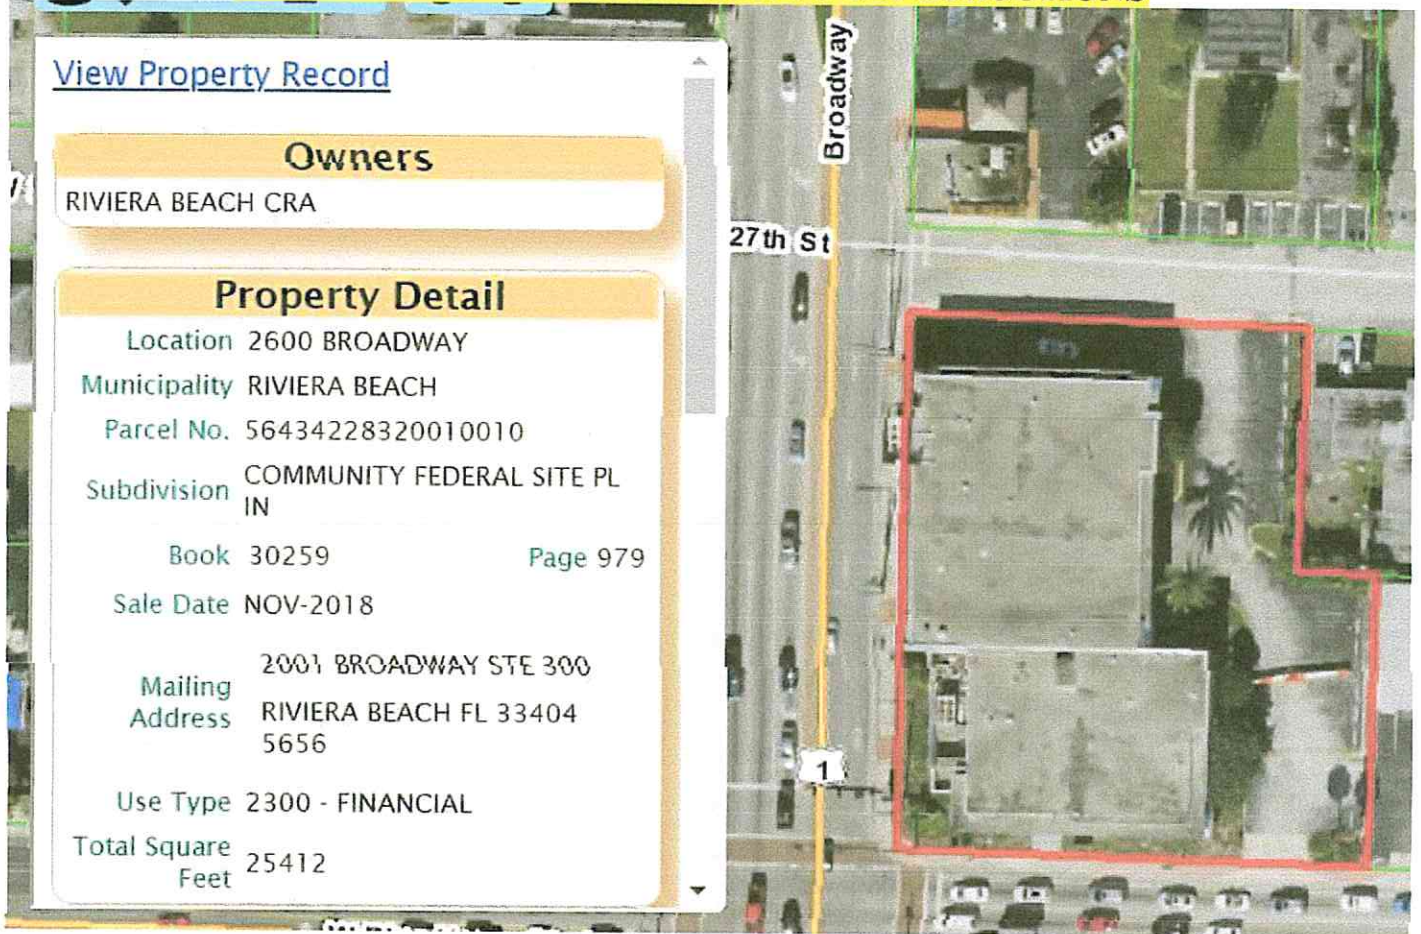 View Property Record
Owners
RIVIERA BEACH CRA
Property Detail
Location 2600 BROADWAY
Municipality RIVIERA BEACH
Parcel No. 56434228320010010
Subdivision COMMUNITY FEDERAL SITE PL
IN
Book 30259 Page 979
Sale Date NOV-2018
Mailing Address 2001 BROADWAY STE 300
RIVIERA BEACH FL 33404
5656
Use Type 2300 - FINANCIAL
Total Square
Feet 25412
Broadway
27th St
1